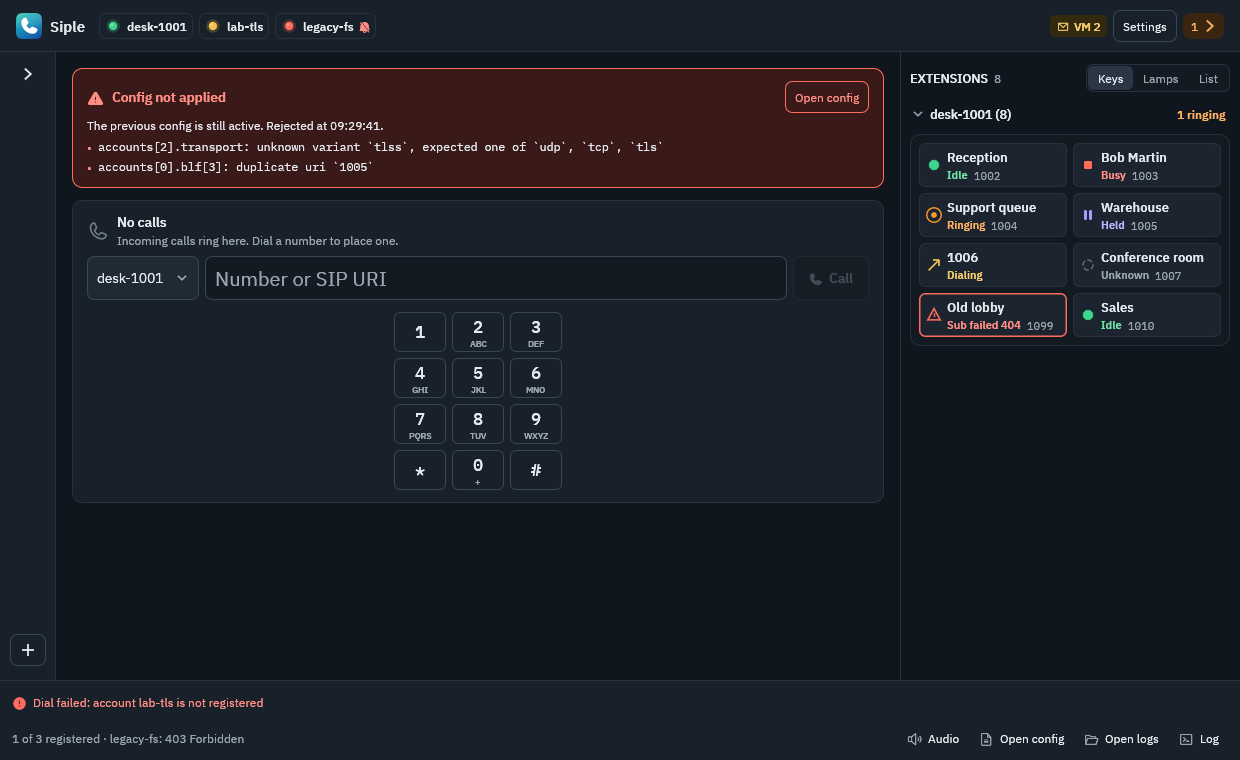 Siple
desk-1001
lab-tls
legacy-fs
VM 2
Settings
1
Config not applied
Open config
The previous config is still active. Rejected at 09:29:41.
• accounts[2].transport: unknown variant `tlss`, expected one of `udp`, `tcp`, `tls`
• accounts[0].blf[3]: duplicate uri `1005`
No calls
Incoming calls ring here. Dial a number to place one.
desk-1001
Number or SIP URI
Call
1
2
ABC
3
DEF
4
GHI
5
JKL
6
MNO
7
PQRS
8
TUV
9
WXYZ
*
0
+
#
EXTENSIONS 8
Keys
Lamps
List
desk-1001 (8)
1 ringing
Reception
Idle 1002
Bob Martin
Busy 1003
Support queue
Ringing 1004
Warehouse
Held 1005
1006
Dialing
Conference room
Unknown 1007
Old lobby
Sub failed 404 1099
Sales
Idle 1010
Dial failed: account lab-tls is not registered
1 of 3 registered · legacy-fs: 403 Forbidden
Audio
Open config
Open logs
Log